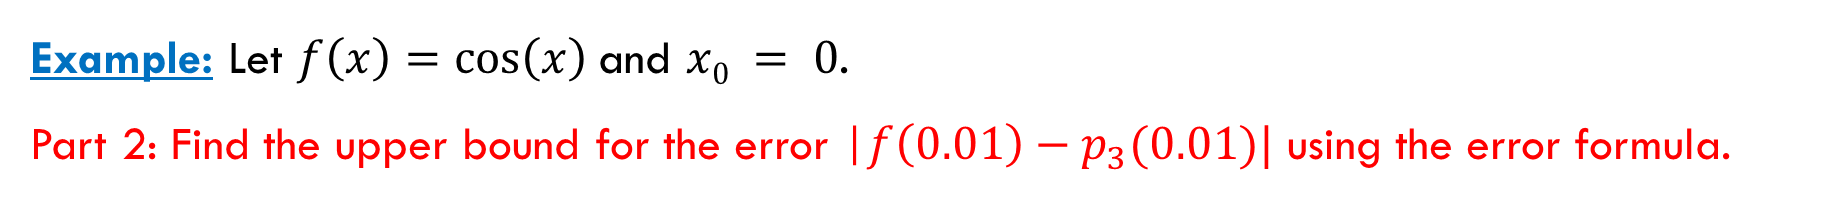 Example: Let f(x) = cos(x) and x₀ = 0.
Part 2: Find the upper bound for the error |f(0.01) − p₃(0.01)| using the error formula.